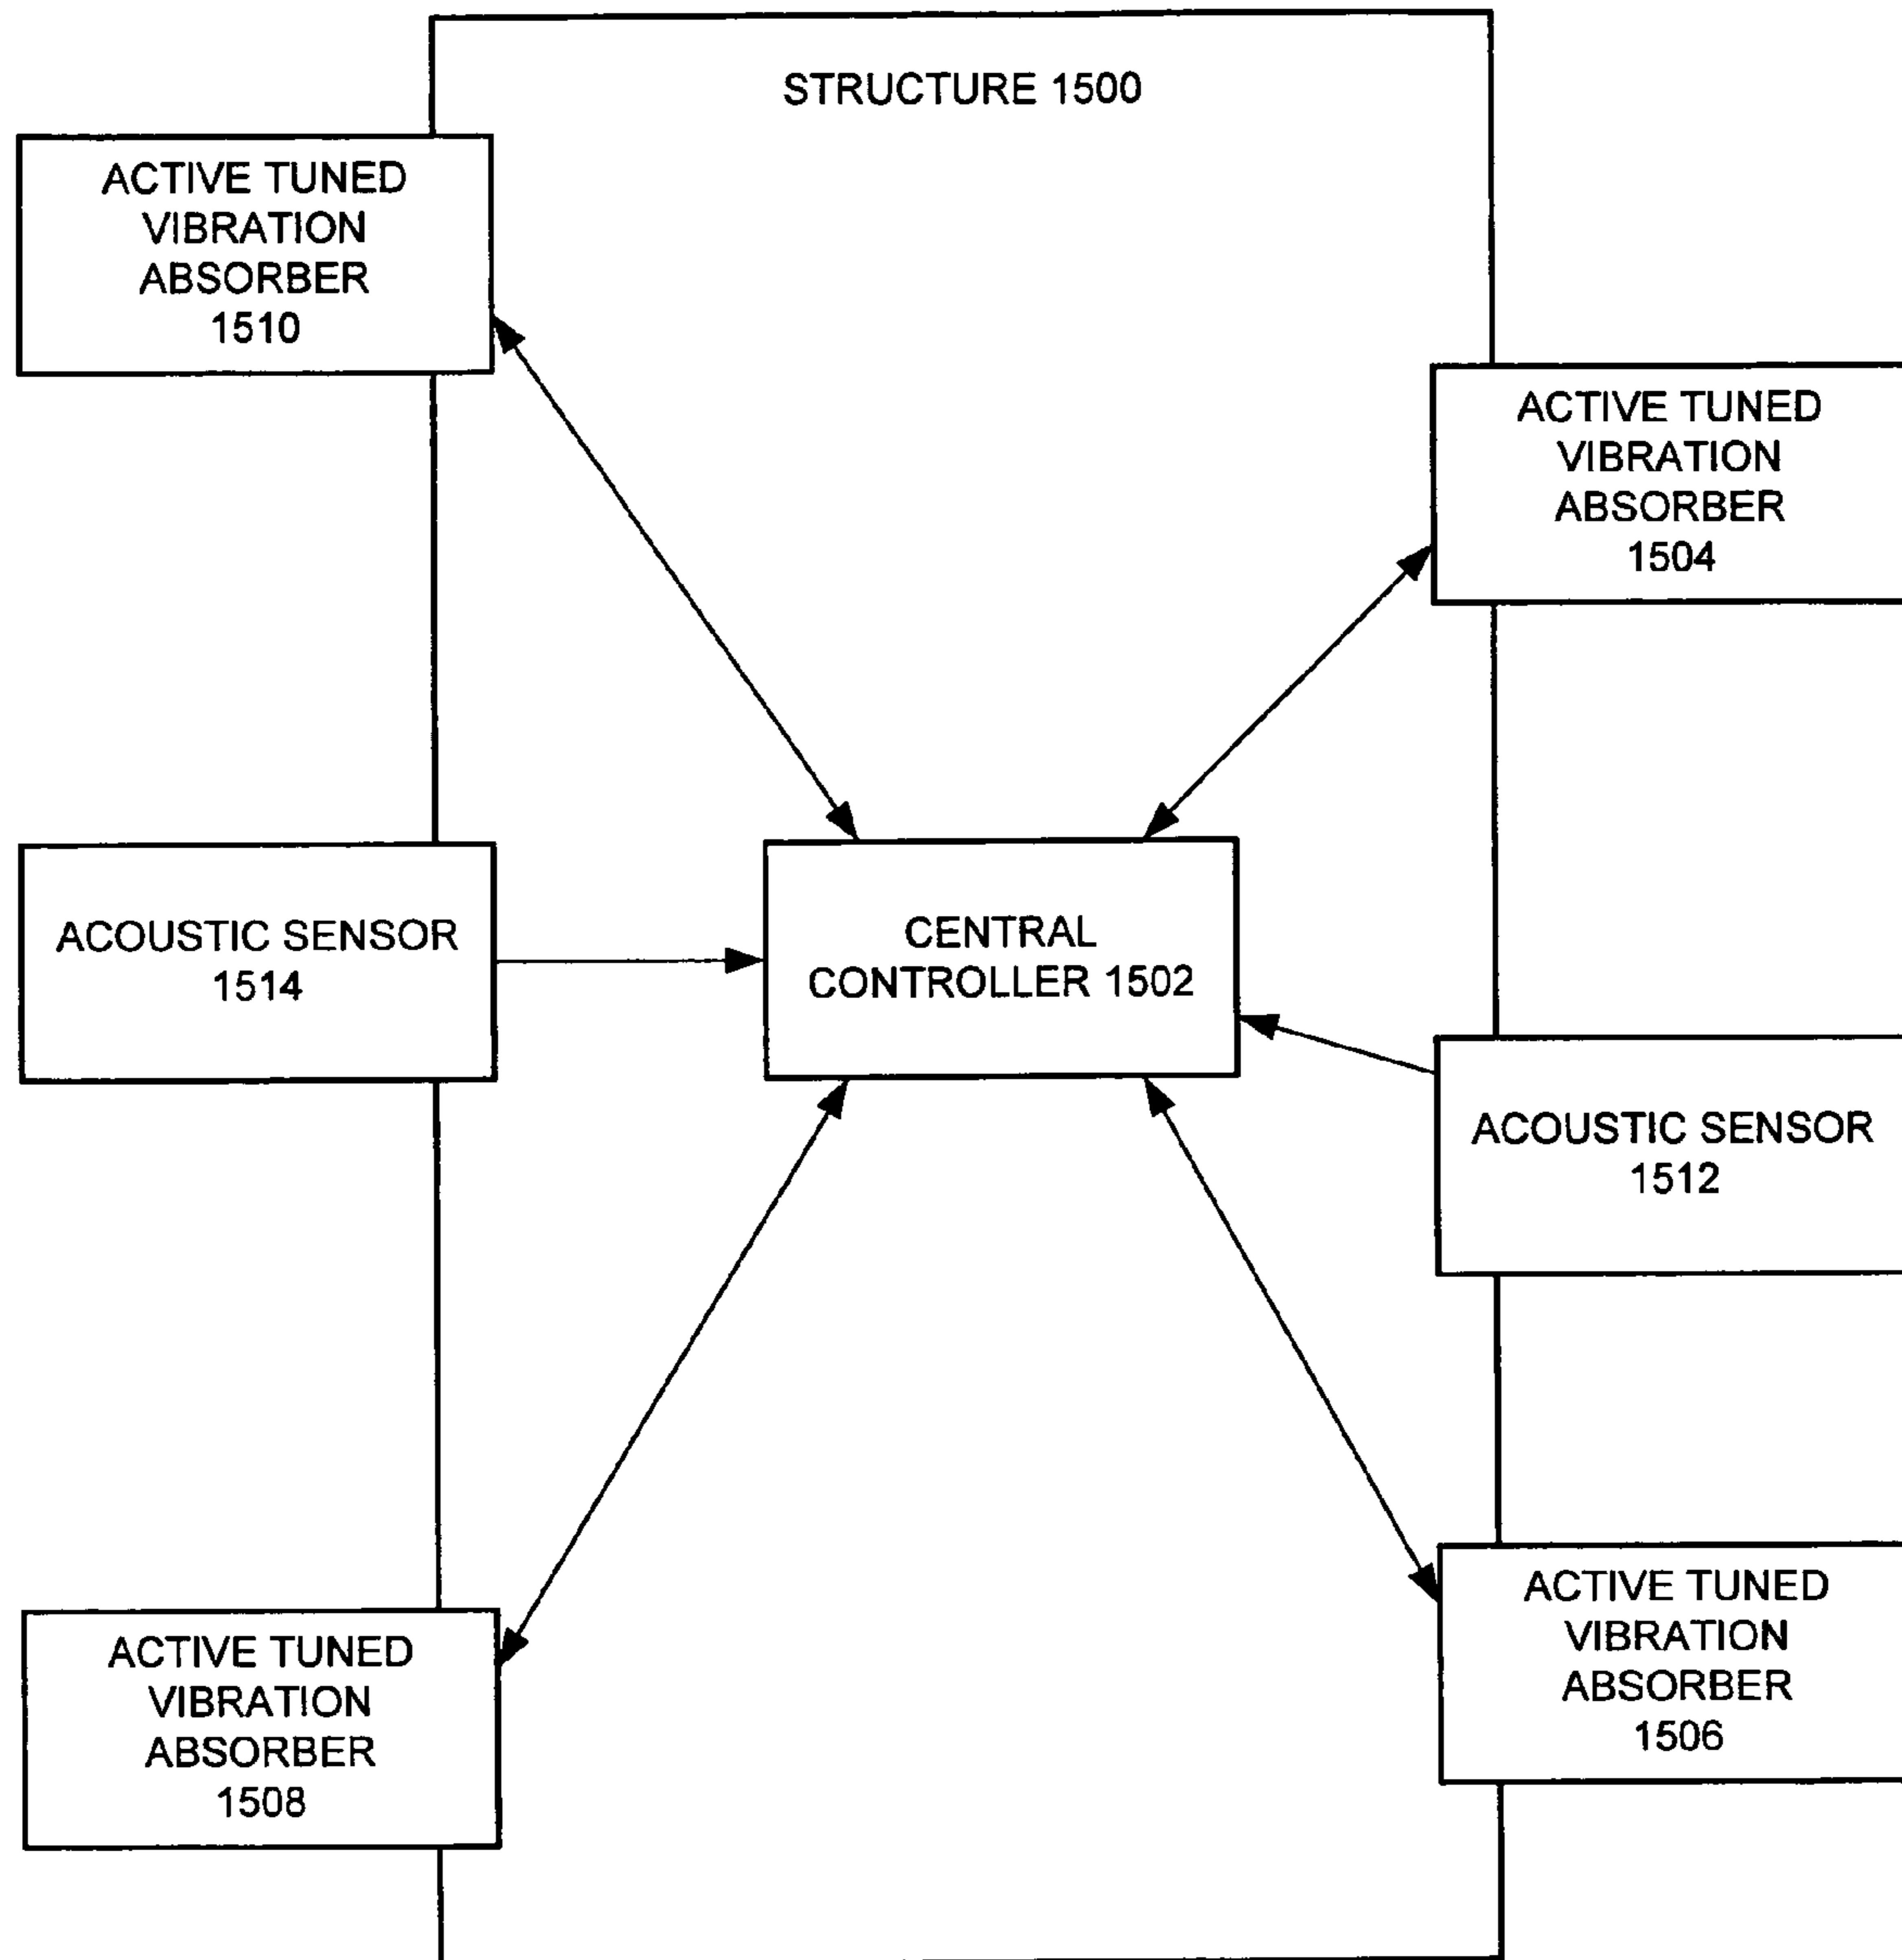 STRUCTURE 1500
ACTIVE TUNED
VIBRATION
ABSORBER
1510
ACTIVE TUNED
VIBRATION
ABSORBER
1504
ACOUSTIC SENSOR
1514
CENTRAL
CONTROLLER 1502
ACOUSTIC SENSOR
1512
ACTIVE TUNED
VIBRATION
ABSORBER
1508
ACTIVE TUNED
VIBRATION
ABSORBER
1506